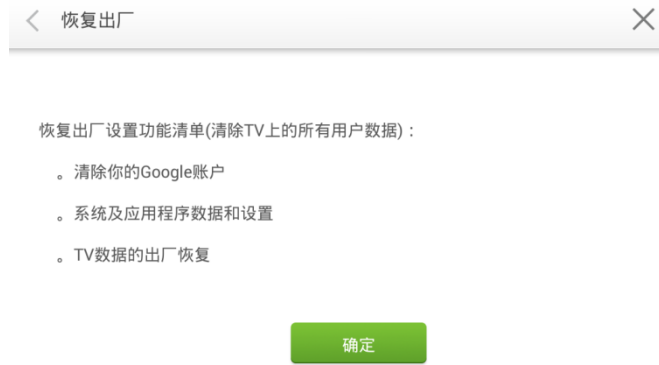 恢复出厂
恢复出厂设置功能清单(清除TV上的所有用户数据)：
。清除你的Google账户
。系统及应用程序数据和设置
。TV数据的出厂恢复
确定